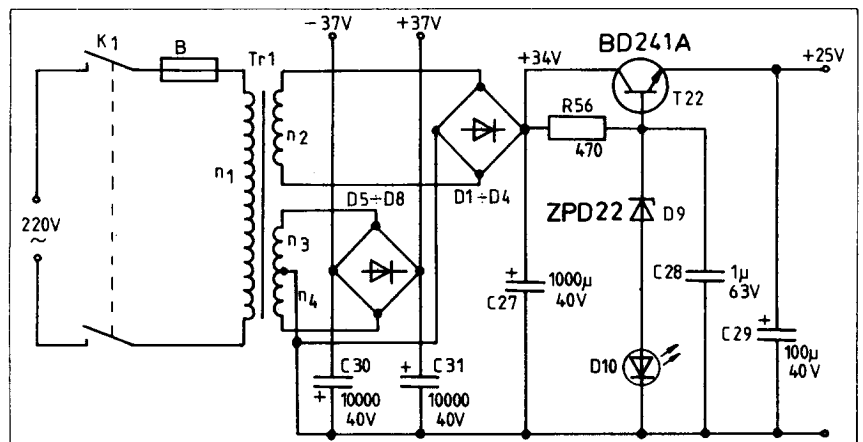 -37V +37V
K1 B Tr1
BD241A
+34V +25V
T22
R56
470
n2
n1
D5÷D8 D1÷D4
ZPD22 D9
n3
220V
~
n4
C28 1µ
63V
+ 1000µ
40V
C27
+
C29
100µ
40V
D10
C30 + C31
+ 10000 10000
40V 40V